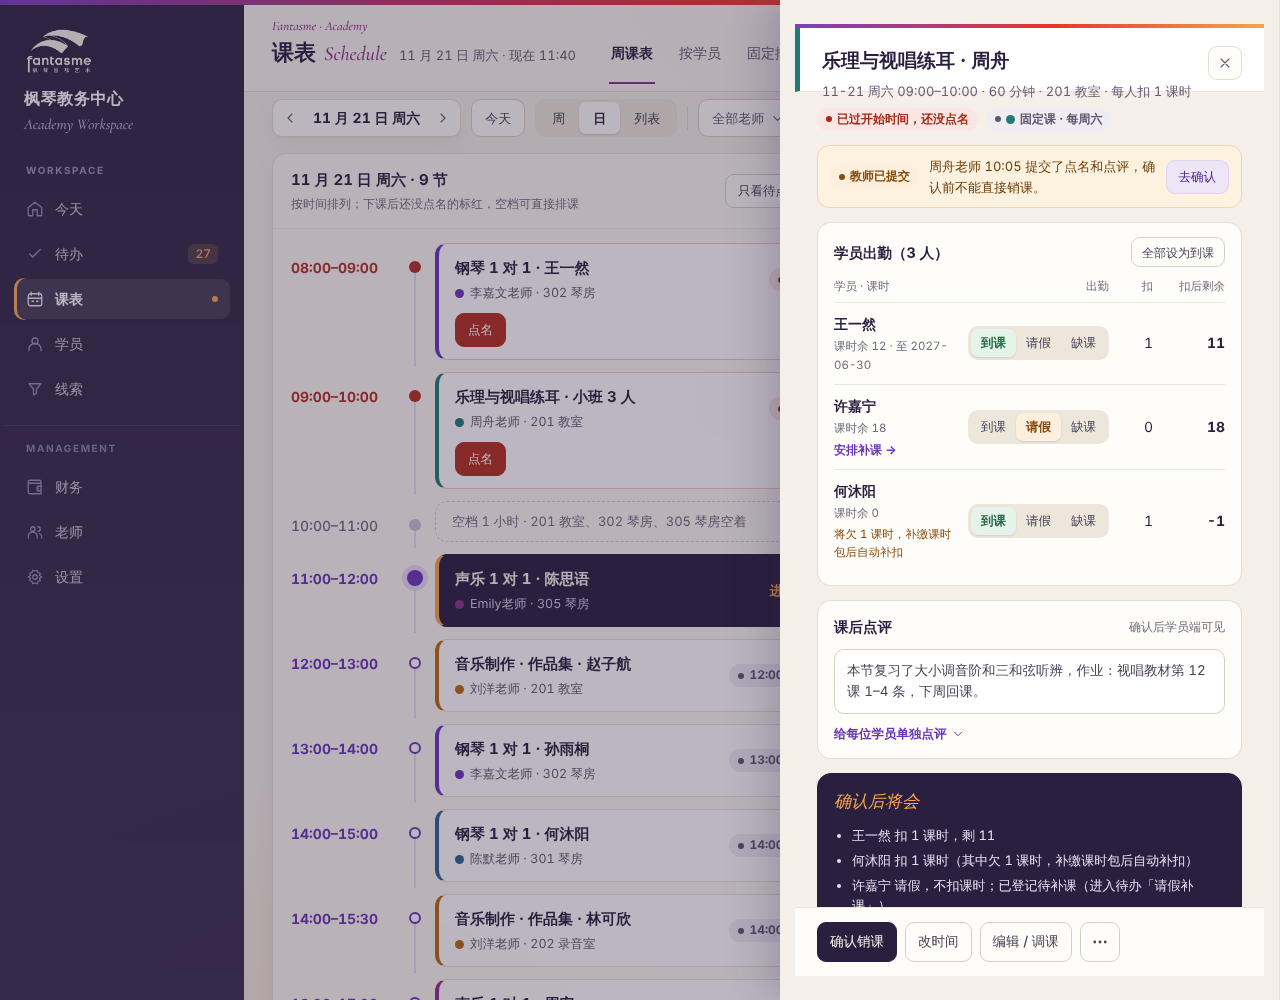 fantasme
枫琴音乐艺术
枫琴教务中心
Academy Workspace
WORKSPACE
今天
待办 27
课表
学员
线索
MANAGEMENT
财务
老师
设置
Fantasme · Academy
课表 Schedule 11 月 21 日 周六 · 现在 11:40
周课表 按学员
11 月 21 日 周六 今天 周 日 列表 全部老师
11 月 21 日 周六 · 9 节
按时间排列；下课后还没点名的标红，空档可直接排课
只看待
08:00–09:00
钢琴 1 对 1 · 王一然
李嘉文老师 · 302 琴房
点名
09:00–10:00
乐理与视唱练耳 · 小班 3 人
周舟老师 · 201 教室
点名
10:00–11:00
空档 1 小时 · 201 教室、302 琴房、305 琴房空着
11:00–12:00
声乐 1 对 1 · 陈思语
Emily老师 · 305 琴房
12:00–13:00
音乐制作 · 作品集 · 赵子航
刘洋老师 · 201 教室
12:00
13:00–14:00
钢琴 1 对 1 · 孙雨桐
李嘉文老师 · 302 琴房
13:00
14:00–15:00
钢琴 1 对 1 · 何沐阳
陈默老师 · 301 琴房
14:00
14:00–15:30
音乐制作 · 作品集 · 林可欣
刘洋老师 · 202 录音室
14:00
乐理与视唱练耳 · 周舟
11-21 周六 09:00–10:00 · 60 分钟 · 201 教室 · 每人扣 1 课时
已过开始时间，还没点名
固定课 · 每周六
教师已提交
周舟老师 10:05 提交了点名和点评，确
认前不能直接销课。
去确认
学员出勤（3 人）
全部设为到课
学员 · 课时 出勤 扣 扣后剩余
王一然
课时余 12 · 至 2027-
06-30
到课 请假 缺课 1 11
许嘉宁
课时余 18
安排补课 →
到课 请假 缺课 0 18
何沐阳
课时余 0
将欠 1 课时，补缴课时
包后自动补扣
到课 请假 缺课 1 -1
课后点评
确认后学员端可见
本节复习了大小调音阶和三和弦听辨，作业：视唱教材第 12
课 1–4 条，下周回课。
给每位学员单独点评
确认后将会
王一然 扣 1 课时，剩 11
何沐阳 扣 1 课时（其中欠 1 课时，补缴课时包后自动补扣）
许嘉宁 请假，不扣课时；已登记待补课（进入待办「请假补
课」）
确认销课 改时间 编辑 / 调课 ···